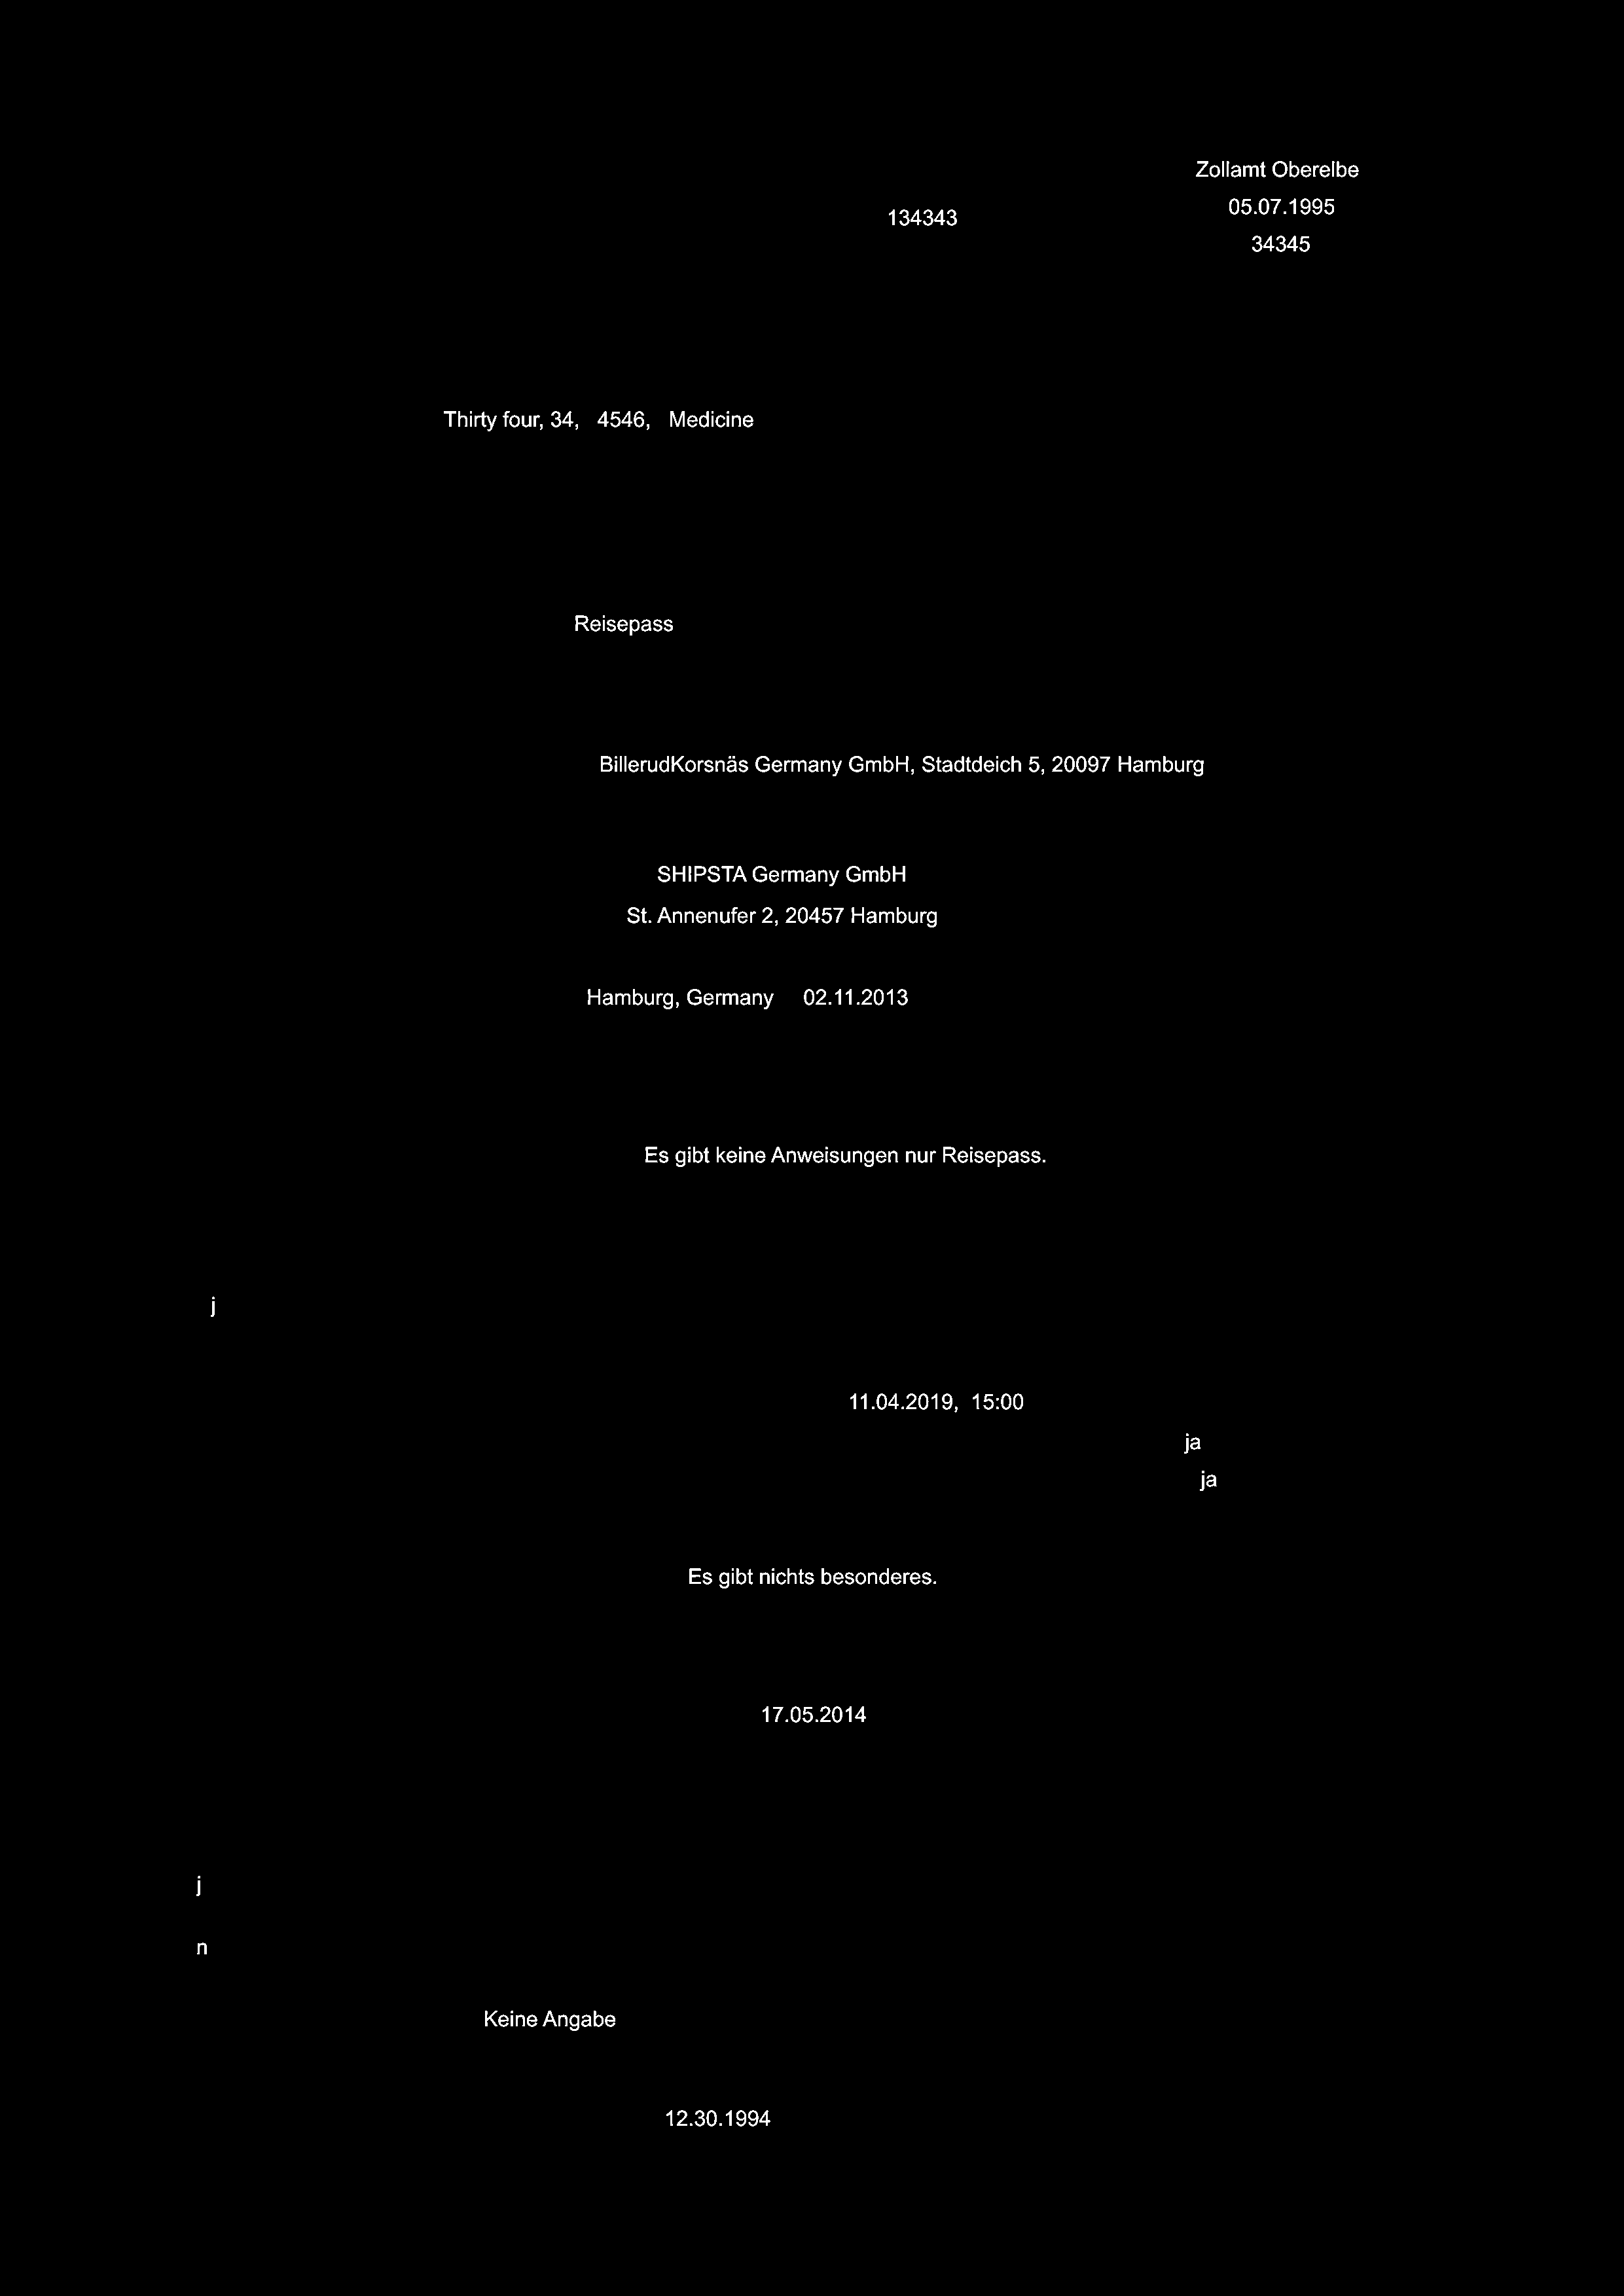 Zollamt Oberelbe
134343 05.07.1995
34345
Thirty four, 34, 4546, Medicine
Reisepass
BillerudKorsnäs Germany GmbH, Stadtdeich 5, 20097 Hamburg
SHIPSTA Germany GmbH
St. Annenufer 2, 20457 Hamburg
Hamburg, Germany 02.11.2013
Es gibt keine Anweisungen nur Reisepass.
j
11.04.2019, 15:00
ja
ja
Es gibt nichts besonderes.
17.05.2014
j
n
Keine Angabe
12.30.1994